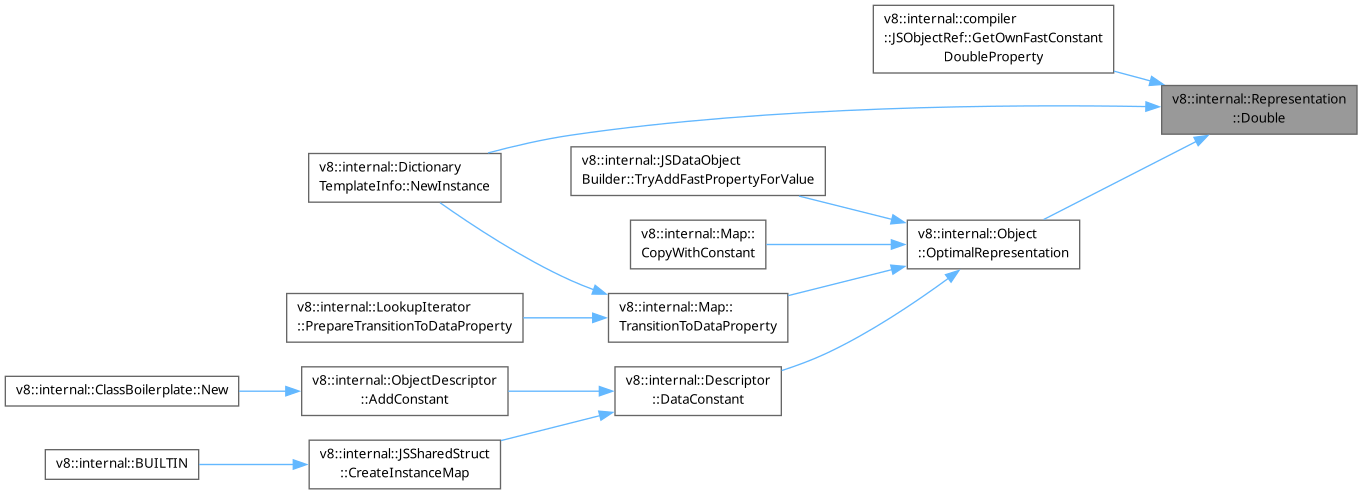 v8::internal::compiler
::JSObjectRef::GetOwnFastConstant
DoubleProperty
v8::internal::Representation
::Double
v8::internal::Dictionary
TemplateInfo::NewInstance
v8::internal::JSDataObject
Builder::TryAddFastPropertyForValue
v8::internal::Map::
CopyWithConstant
v8::internal::Object
::OptimalRepresentation
v8::internal::LookupIterator
::PrepareTransitionToDataProperty
v8::internal::Map::
TransitionToDataProperty
v8::internal::ClassBoilerplate::New
v8::internal::ObjectDescriptor
::AddConstant
v8::internal::Descriptor
::DataConstant
v8::internal::BUILTIN
v8::internal::JSSharedStruct
::CreateInstanceMap